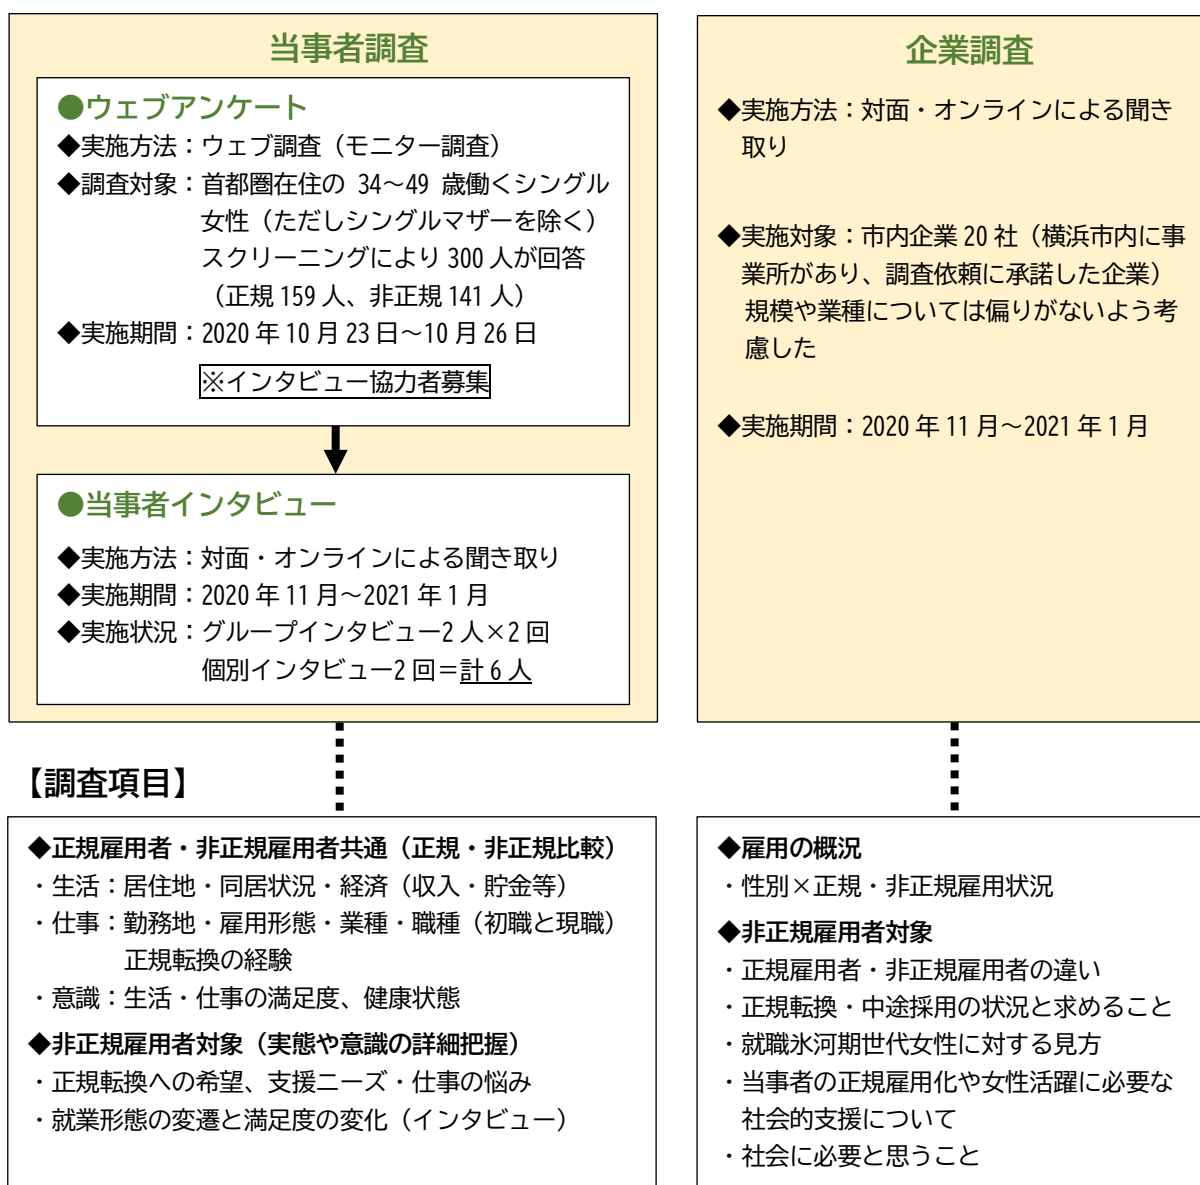 当事者調査
●ウェブアンケート
◆実施方法：ウェブ調査（モニター調査）
◆調査対象：首都圏在住の 34～49 歳働くシングル
女性（ただしシングルマザーを除く）
スクリーニングにより 300 人が回答
（正規 159 人、非正規 141 人）
◆実施期間：2020 年 10 月 23 日～10 月 26 日
※インタビュー協力者募集
●当事者インタビュー
◆実施方法：対面・オンラインによる聞き取り
◆実施期間：2020 年 11 月～2021 年 1 月
◆実施状況：グループインタビュー2 人×2 回
個別インタビュー2 回＝計 6 人
企業調査
◆実施方法：対面・オンラインによる聞き
取り
◆実施対象：市内企業 20 社（横浜市内に事
業所があり、調査依頼に承諾した企業）
規模や業種については偏りがないよう考
慮した
◆実施期間：2020 年 11 月～2021 年 1 月
【調査項目】
◆正規雇用者・非正規雇用者共通（正規・非正規比較）
・生活：居住地・同居状況・経済（収入・貯金等）
・仕事：勤務地・雇用形態・業種・職種（初職と現職）
正規転換の経験
・意識：生活・仕事の満足度、健康状態
◆非正規雇用者対象（実態や意識の詳細把握）
・正規転換への希望、支援ニーズ・仕事の悩み
・就業形態の変遷と満足度の変化（インタビュー）
◆雇用の概況
・性別×正規・非正規雇用状況
◆非正規雇用者対象
・正規雇用者・非正規雇用者の違い
・正規転換・中途採用の状況と求めること
・就職氷河期世代女性に対する見方
・当事者の正規雇用化や女性活躍に必要な
社会的支援について
・社会に必要と思うこと